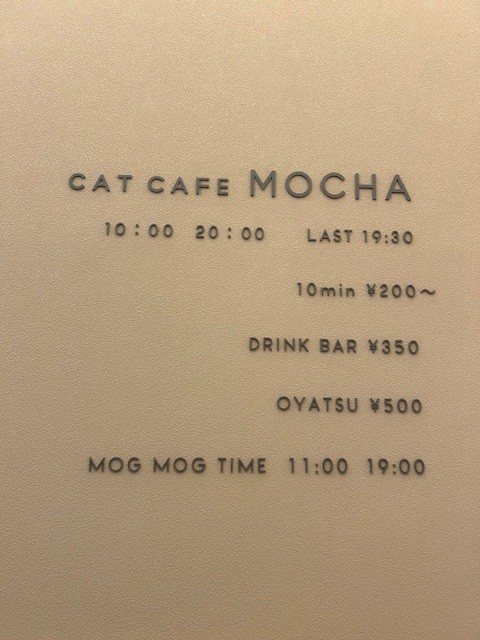 CAT CAFE MOCHA
10：00 20：00 LAST 19:30
10min ¥200～
DRINK BAR ¥350
OYATSU ¥500
MOG MOG TIME 11:00 19:00